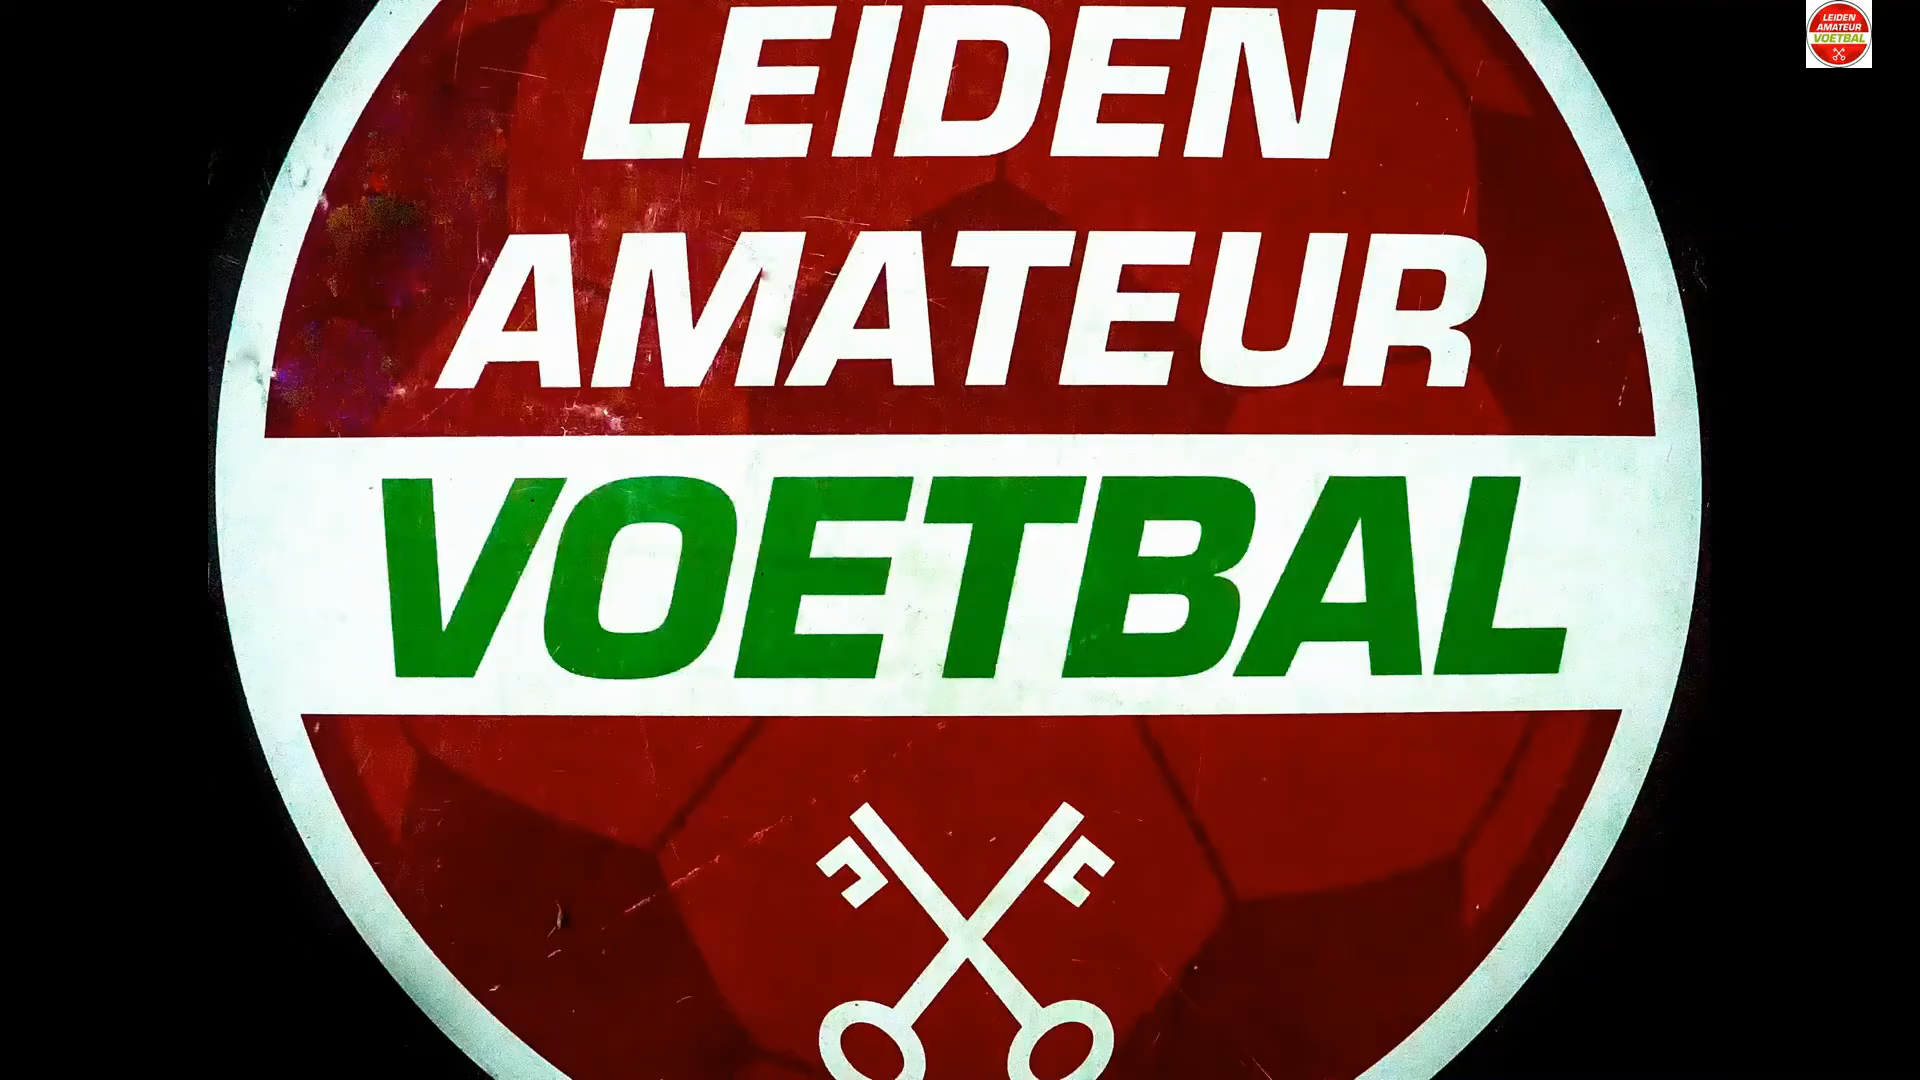 LEIDEN
AMATEUR
VOETBAL
LEIDEN
AMATEUR
VOETBAL